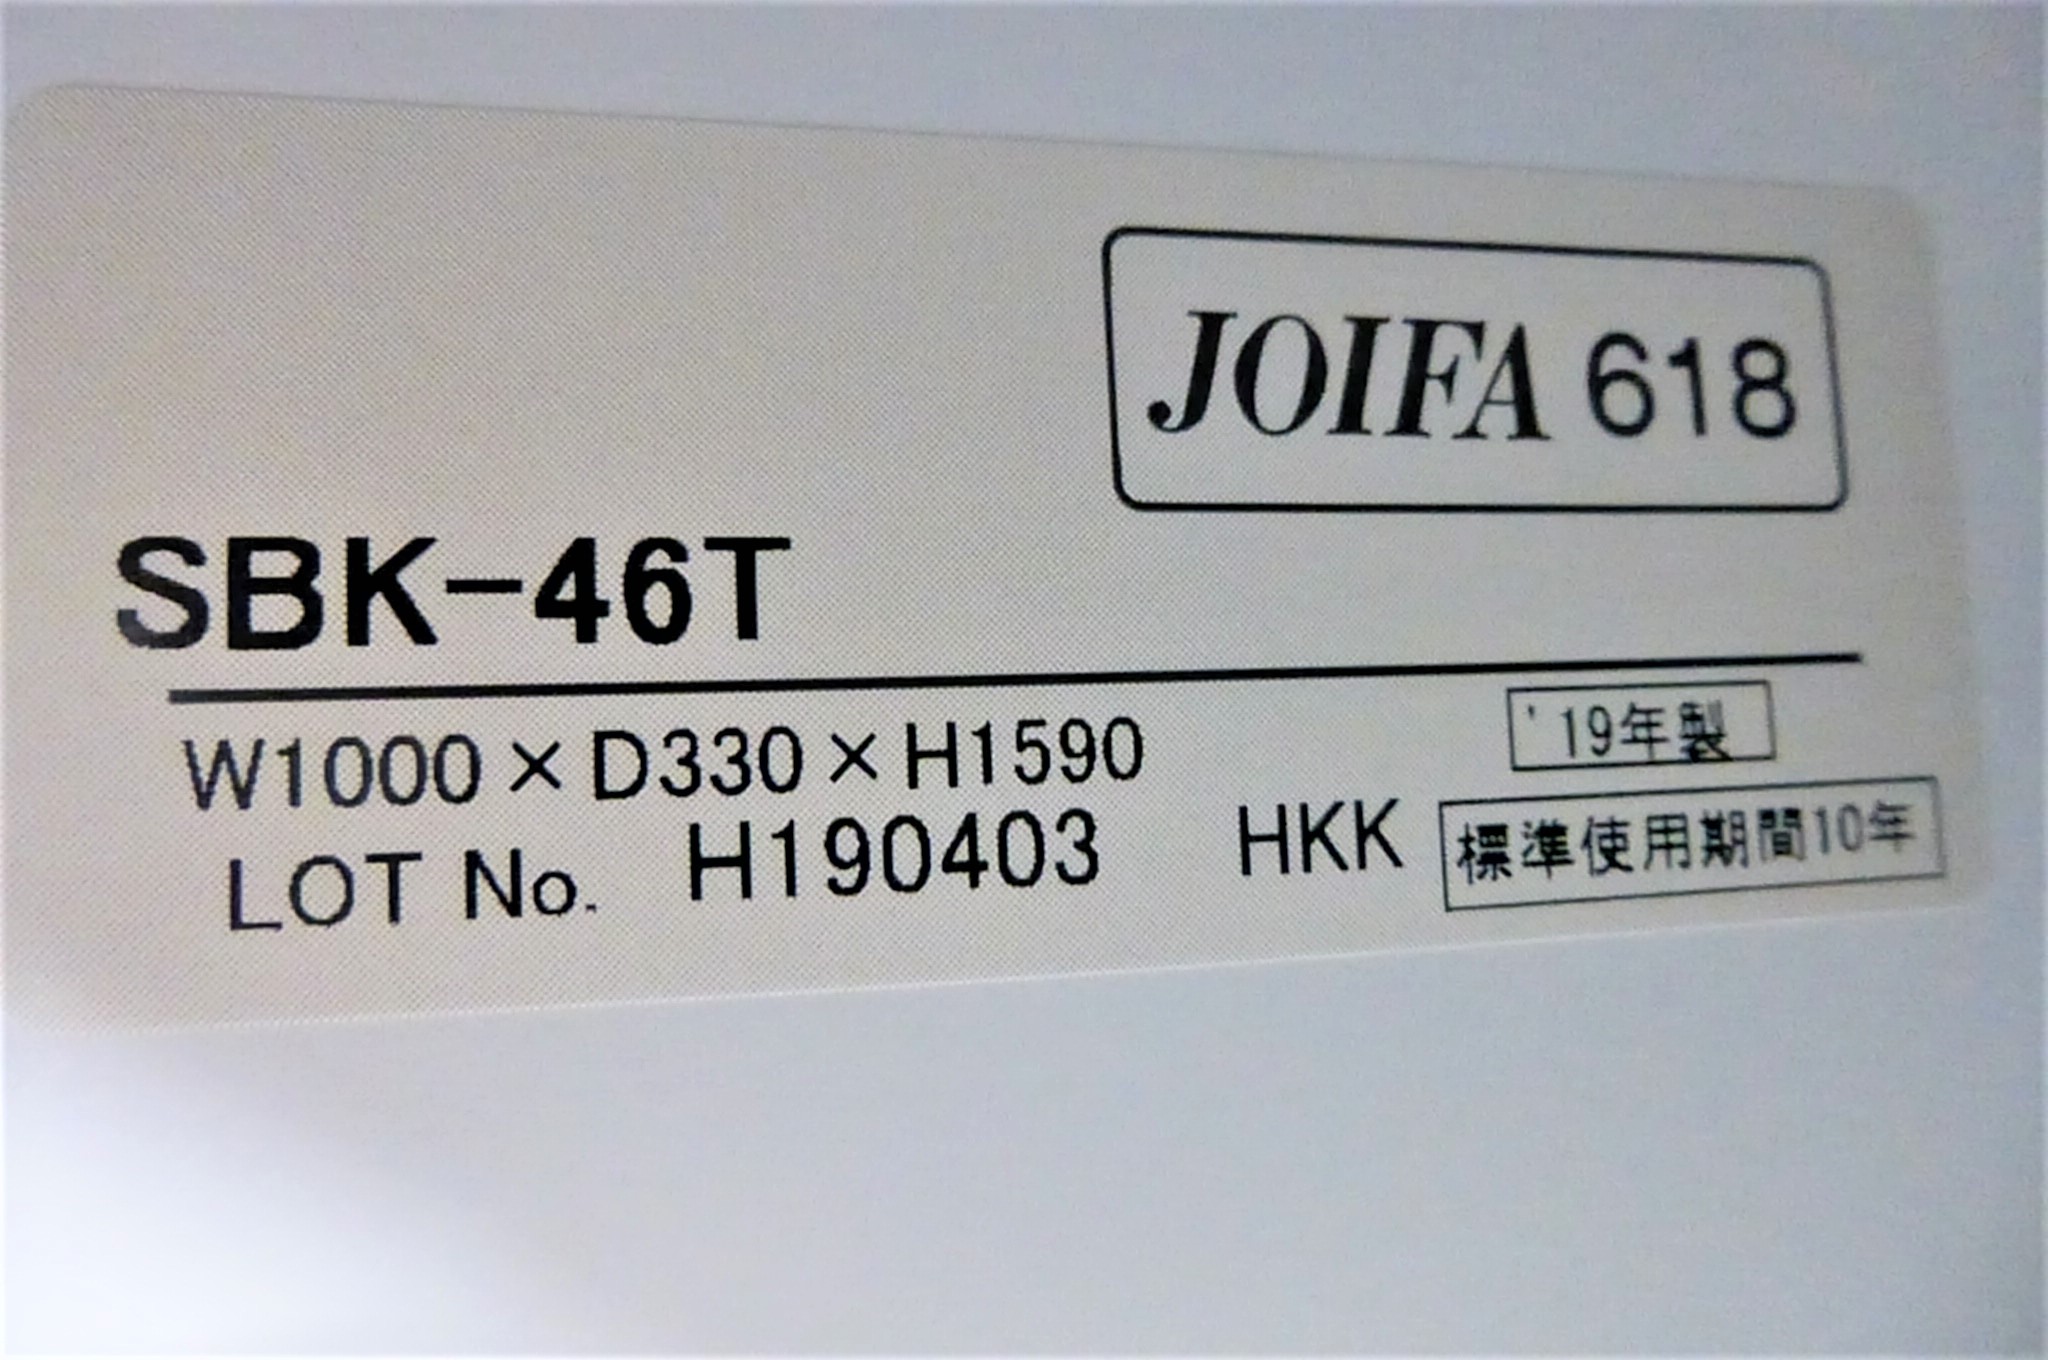 JOIFA 618
SBK-46T
W1000×D330×H1590
'19年製
LOT No. H190403 HKK
標準使用期間10年